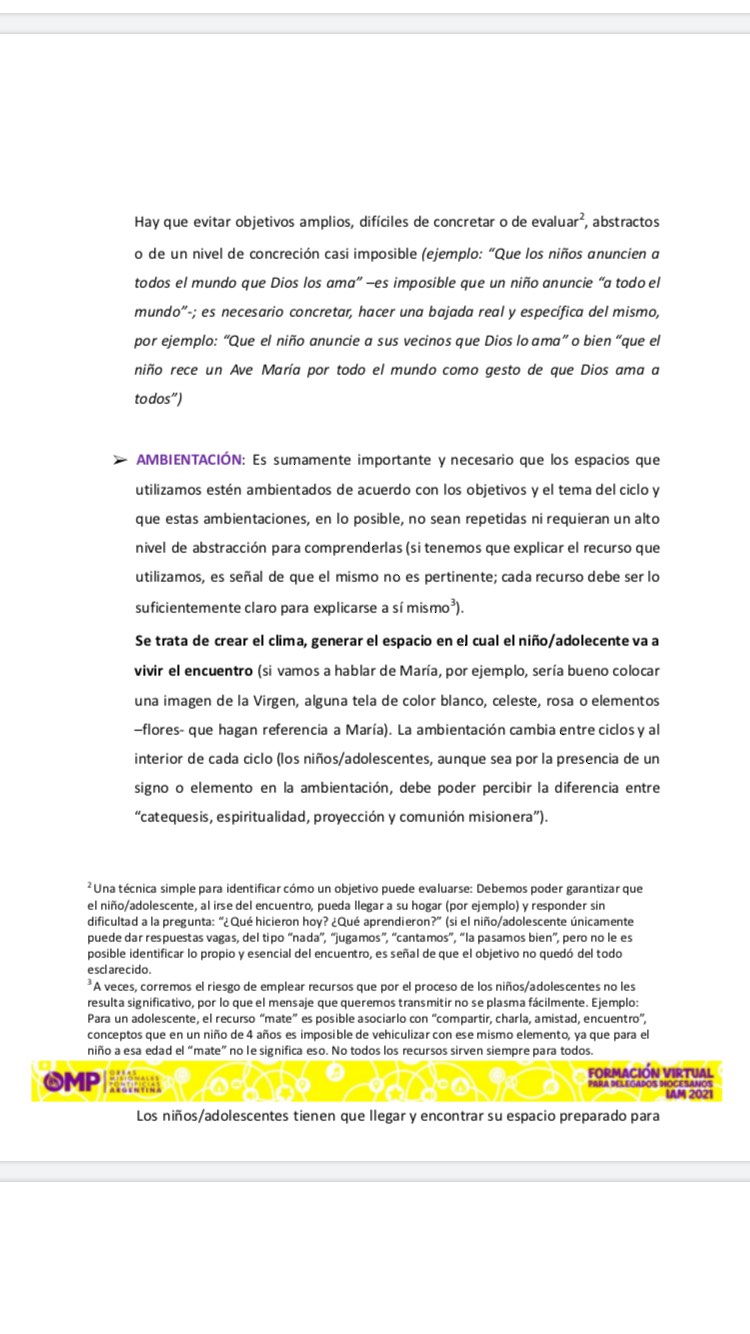 Hay que evitar objetivos amplios, difíciles de concretar o de evaluar², abstractos
o de un nivel de concreción casi imposible (ejemplo: “Que los niños anuncien a
todos el mundo que Dios los ama” –es imposible que un niño anuncie “a todo el
mundo”-; es necesario concretar, hacer una bajada real y específica del mismo,
por ejemplo: “Que el niño anuncie a sus vecinos que Dios lo ama” o bien “que el
niño rece un Ave María por todo el mundo como gesto de que Dios ama a
todos”)
➢ AMBIENTACIÓN: Es sumamente importante y necesario que los espacios que
utilizamos estén ambientados de acuerdo con los objetivos y el tema del ciclo y
que estas ambientaciones, en lo posible, no sean repetidas ni requieran un alto
nivel de abstracción para comprenderlas (si tenemos que explicar el recurso que
utilizamos, es señal de que el mismo no es pertinente; cada recurso debe ser lo
suficientemente claro para explicarse a sí mismo³).
Se trata de crear el clima, generar el espacio en el cual el niño/adolecente va a
vivir el encuentro (si vamos a hablar de María, por ejemplo, sería bueno colocar
una imagen de la Virgen, alguna tela de color blanco, celeste, rosa o elementos
–flores- que hagan referencia a María). La ambientación cambia entre ciclos y al
interior de cada ciclo (los niños/adolescentes, aunque sea por la presencia de un
signo o elemento en la ambientación, debe poder percibir la diferencia entre
“catequesis, espiritualidad, proyección y comunión misionera”).
² Una técnica simple para identificar cómo un objetivo puede evaluarse: Debemos poder garantizar que
el niño/adolescente, al irse del encuentro, pueda llegar a su hogar (por ejemplo) y responder sin
dificultad a la pregunta: “¿Qué hicieron hoy? ¿Qué aprendieron?” (si el niño/adolescente únicamente
puede dar respuestas vagas, del tipo “nada”, “jugamos”, “cantamos”, “la pasamos bien”, pero no le es
posible identificar lo propio y esencial del encuentro, es señal de que el objetivo no quedó del todo
esclarecido.
³ A veces, corremos el riesgo de emplear recursos que por el proceso de los niños/adolescentes no les
resulta significativo, por lo que el mensaje que queremos transmitir no se plasma fácilmente. Ejemplo:
Para un adolescente, el recurso “mate” es posible asociarlo con “compartir, charla, amistad, encuentro”,
conceptos que en un niño de 4 años es imposible de vehiculizar con ese mismo elemento, ya que para el
niño a esa edad el “mate” no le significa eso. No todos los recursos sirven siempre para todos.
OMP
OBRAS
MISIONALES
PONTIFICIAS
ARGENTINA
FORMACIÓN VIRTUAL
PARA DELEGADOS DIOCESANOS
IAM 2021
Los niños/adolescentes tienen que llegar y encontrar su espacio preparado para